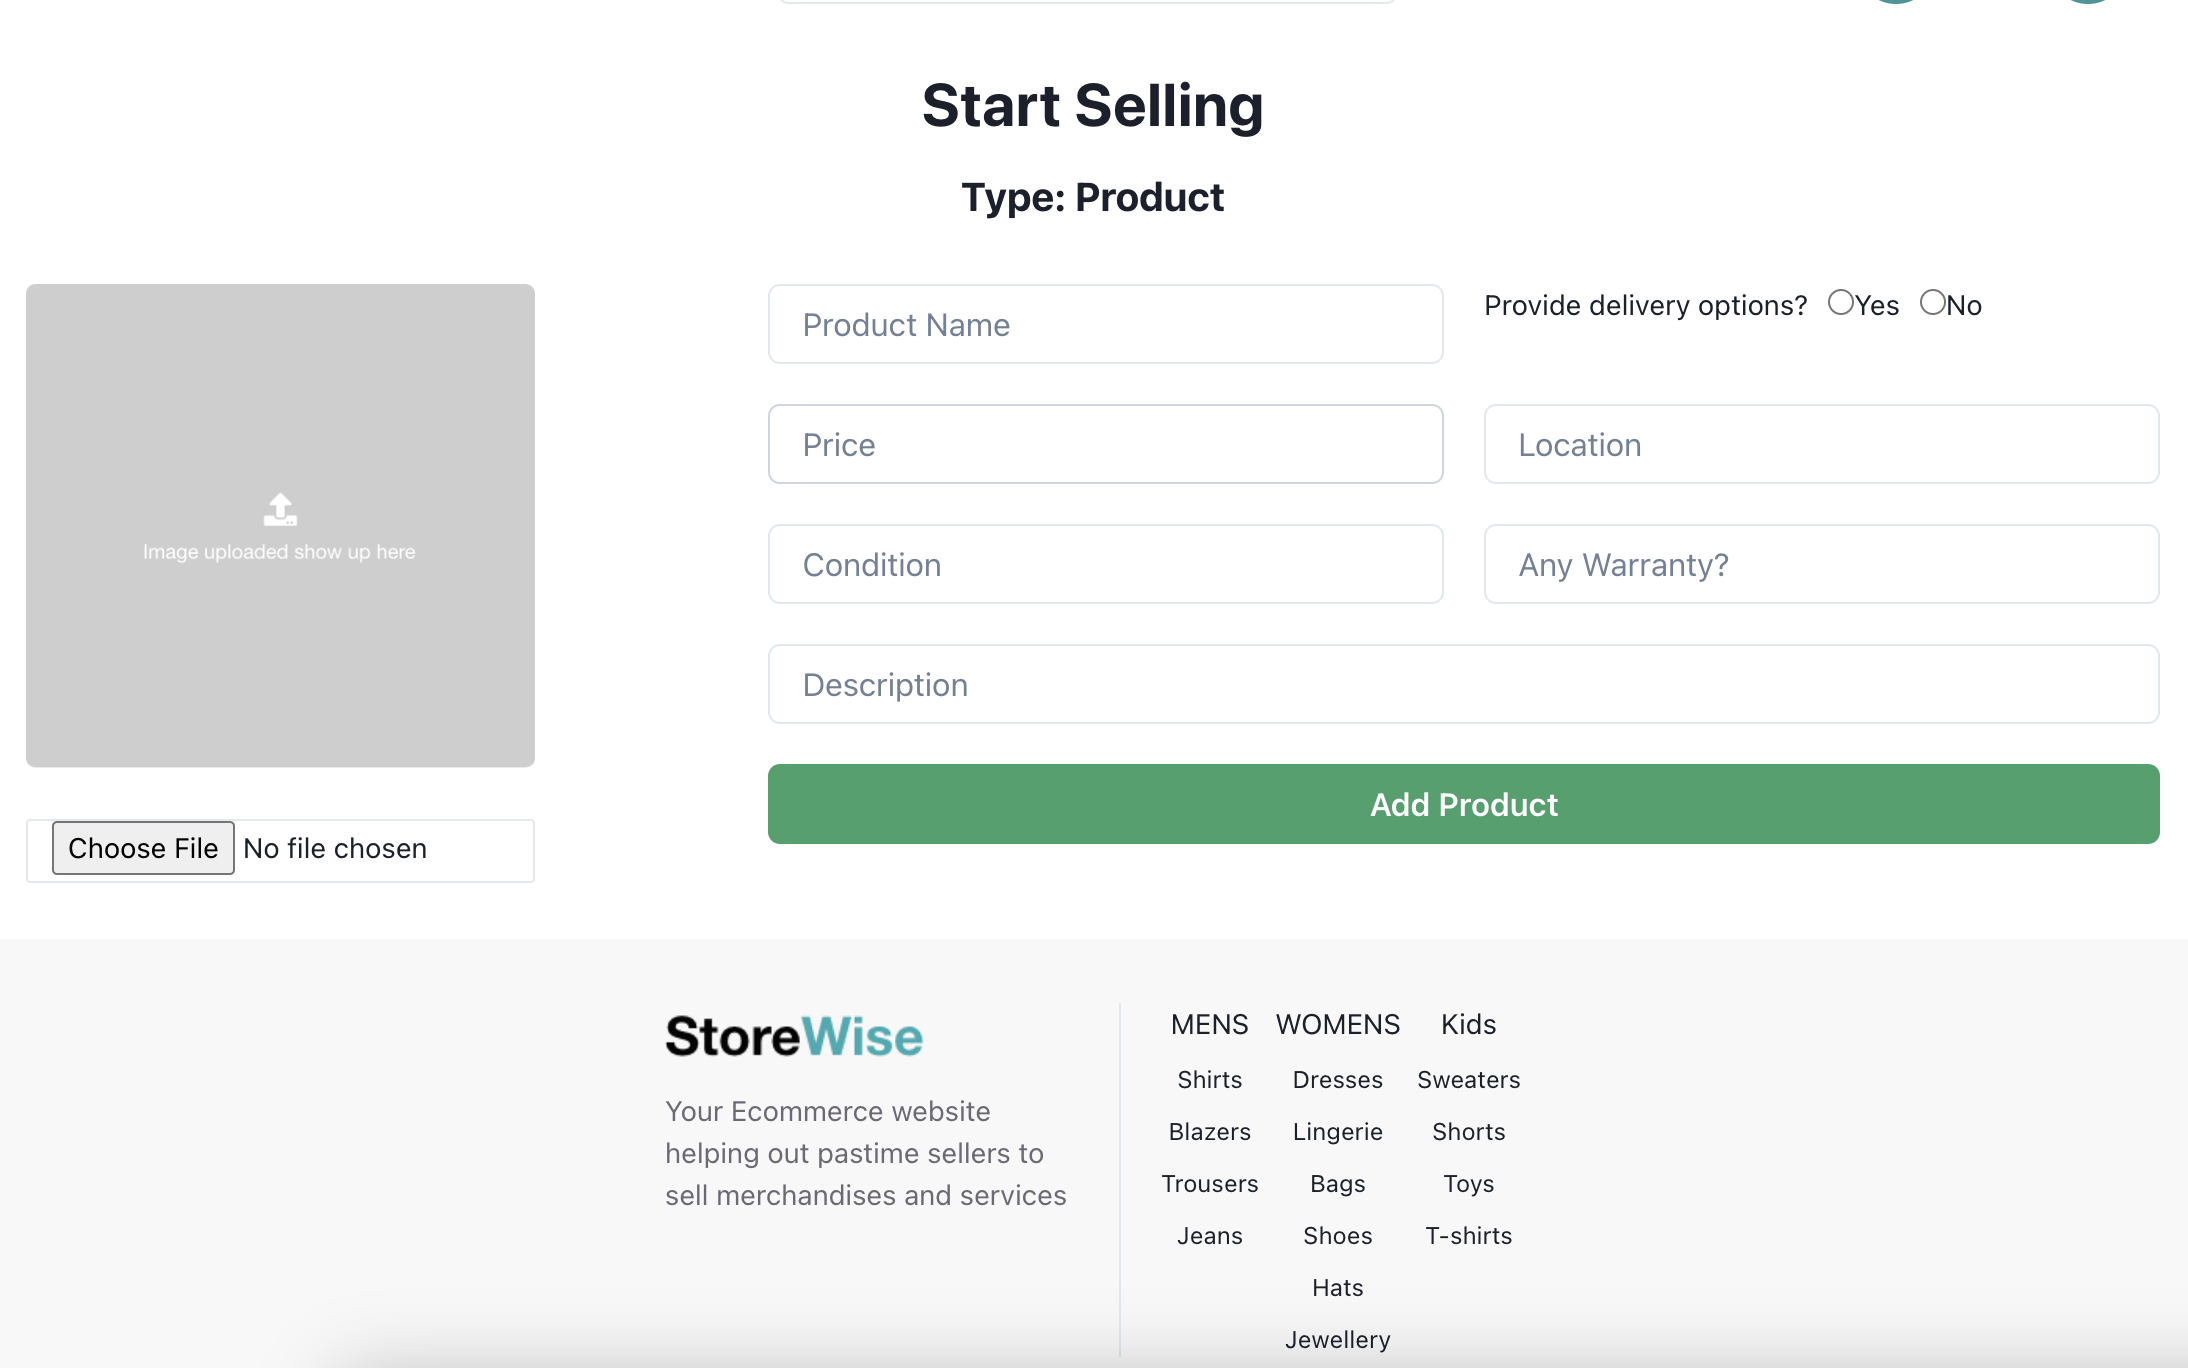 Start Selling
Type: Product
Image uploaded show up here
Choose File No file chosen
Product Name
Provide delivery options? Yes No
Price
Location
Condition
Any Warranty?
Description
Add Product
StoreWise
Your Ecommerce website
helping out pastime sellers to
sell merchandises and services
MENS
Shirts
Blazers
Trousers
Jeans
WOMENS
Dresses
Lingerie
Bags
Shoes
Hats
Jewellery
Kids
Sweaters
Shorts
Toys
T-shirts